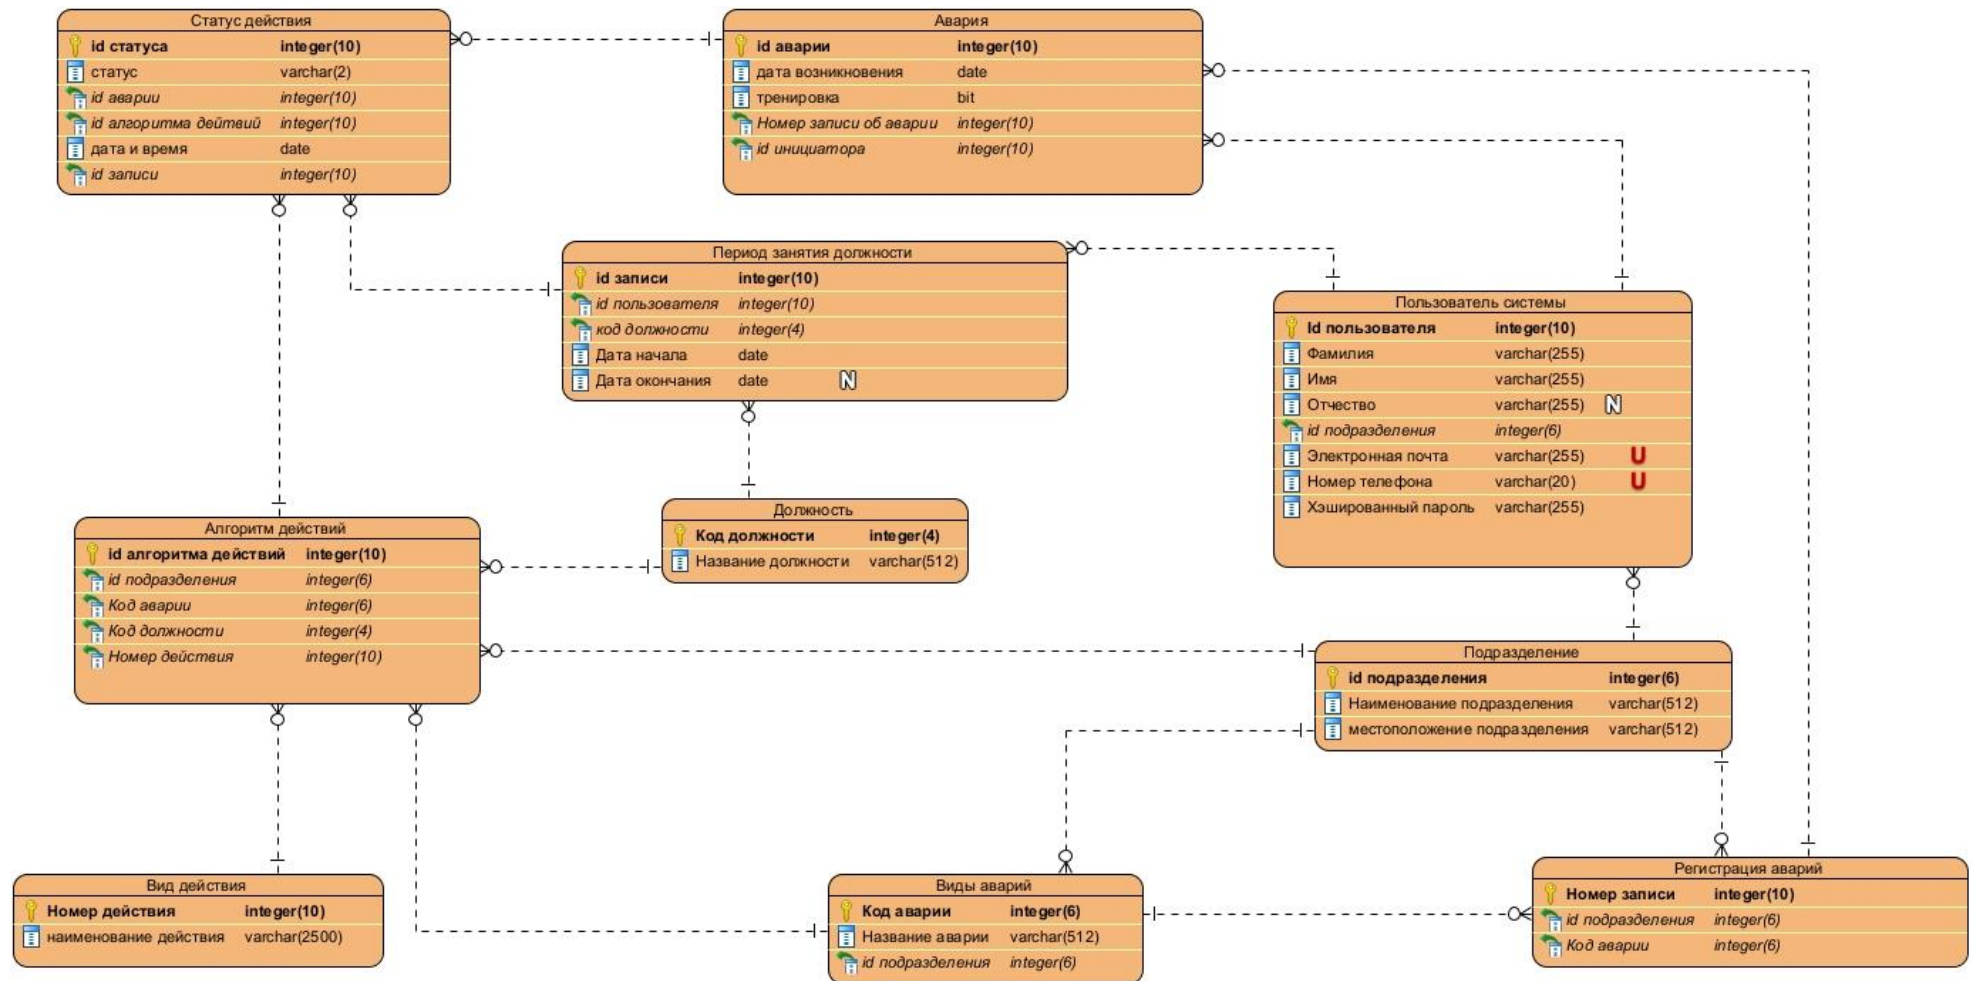 Статус действия
id статуса integer(10)
статус varchar(2)
id аварии integer(10)
id алгоритма дейтвий integer(10)
дата и время date
id записи integer(10)
Авария
id аварии integer(10)
дата возникновения date
тренировка bit
Номер записи об аварии integer(10)
id инициатора integer(10)
Период занятия должности
id записи integer(10)
id пользователя integer(10)
код должности integer(4)
Дата начала date
Дата окончания date N
Пользователь системы
Id пользователя integer(10)
Фамилия varchar(255)
Имя varchar(255)
Отчество varchar(255) N
id подразделения integer(6)
Электронная почта varchar(255) U
Номер телефона varchar(20) U
Хэшированный пароль varchar(255)
Должность
Код должности integer(4)
Название должности varchar(512)
Алгоритм действий
id алгоритма действий integer(10)
id подразделения integer(6)
Код аварии integer(6)
Код должности integer(4)
Номер действия integer(10)
Подразделение
id подразделения integer(6)
Наименование подразделения varchar(512)
местоположение подразделения varchar(512)
Вид действия
Номер действия integer(10)
наименование действия varchar(2500)
Виды аварий
Код аварии integer(6)
Название аварии varchar(512)
id подразделения integer(6)
Регистрация аварий
Номер записи integer(10)
id подразделения integer(6)
Код аварии integer(6)